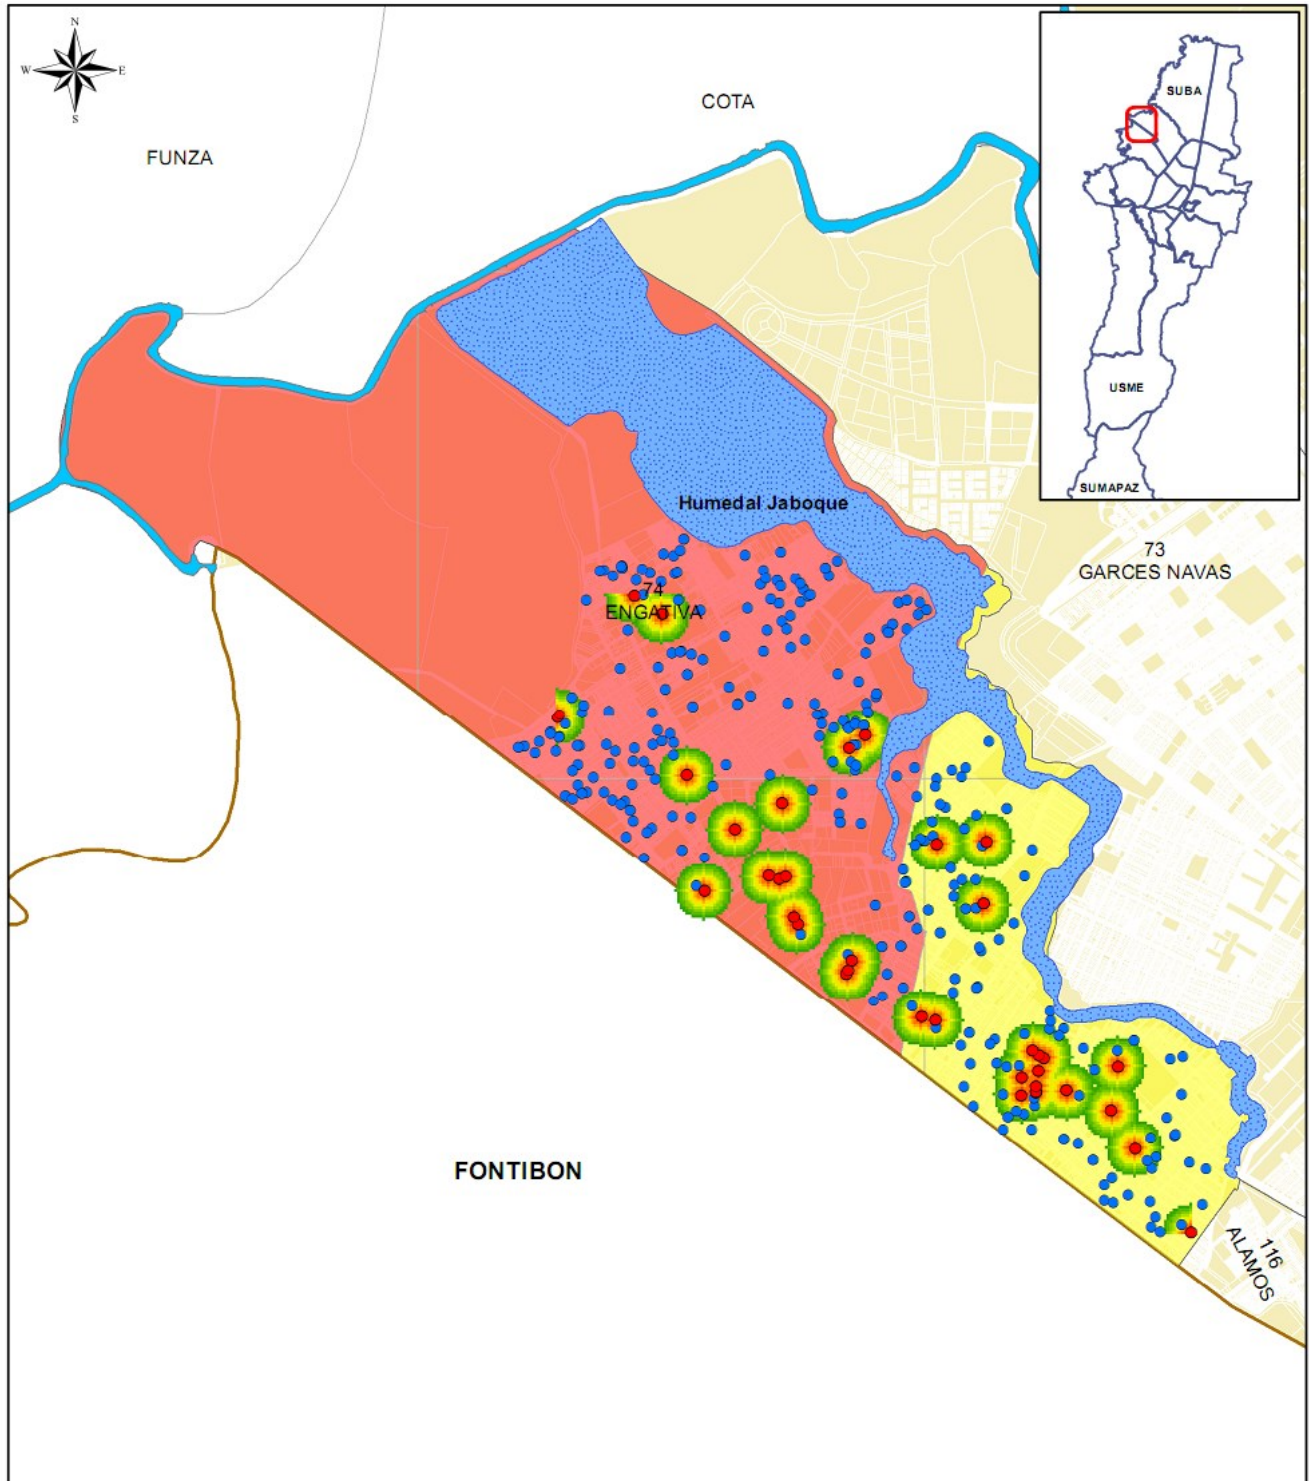 N
W E
S
COTA
FUNZA
SUBA
USME
SUMAPAZ
Humedal Jaboque
73
GARCES NAVAS
74
ENGATIVA
FONTIBON
116
ALAMOS